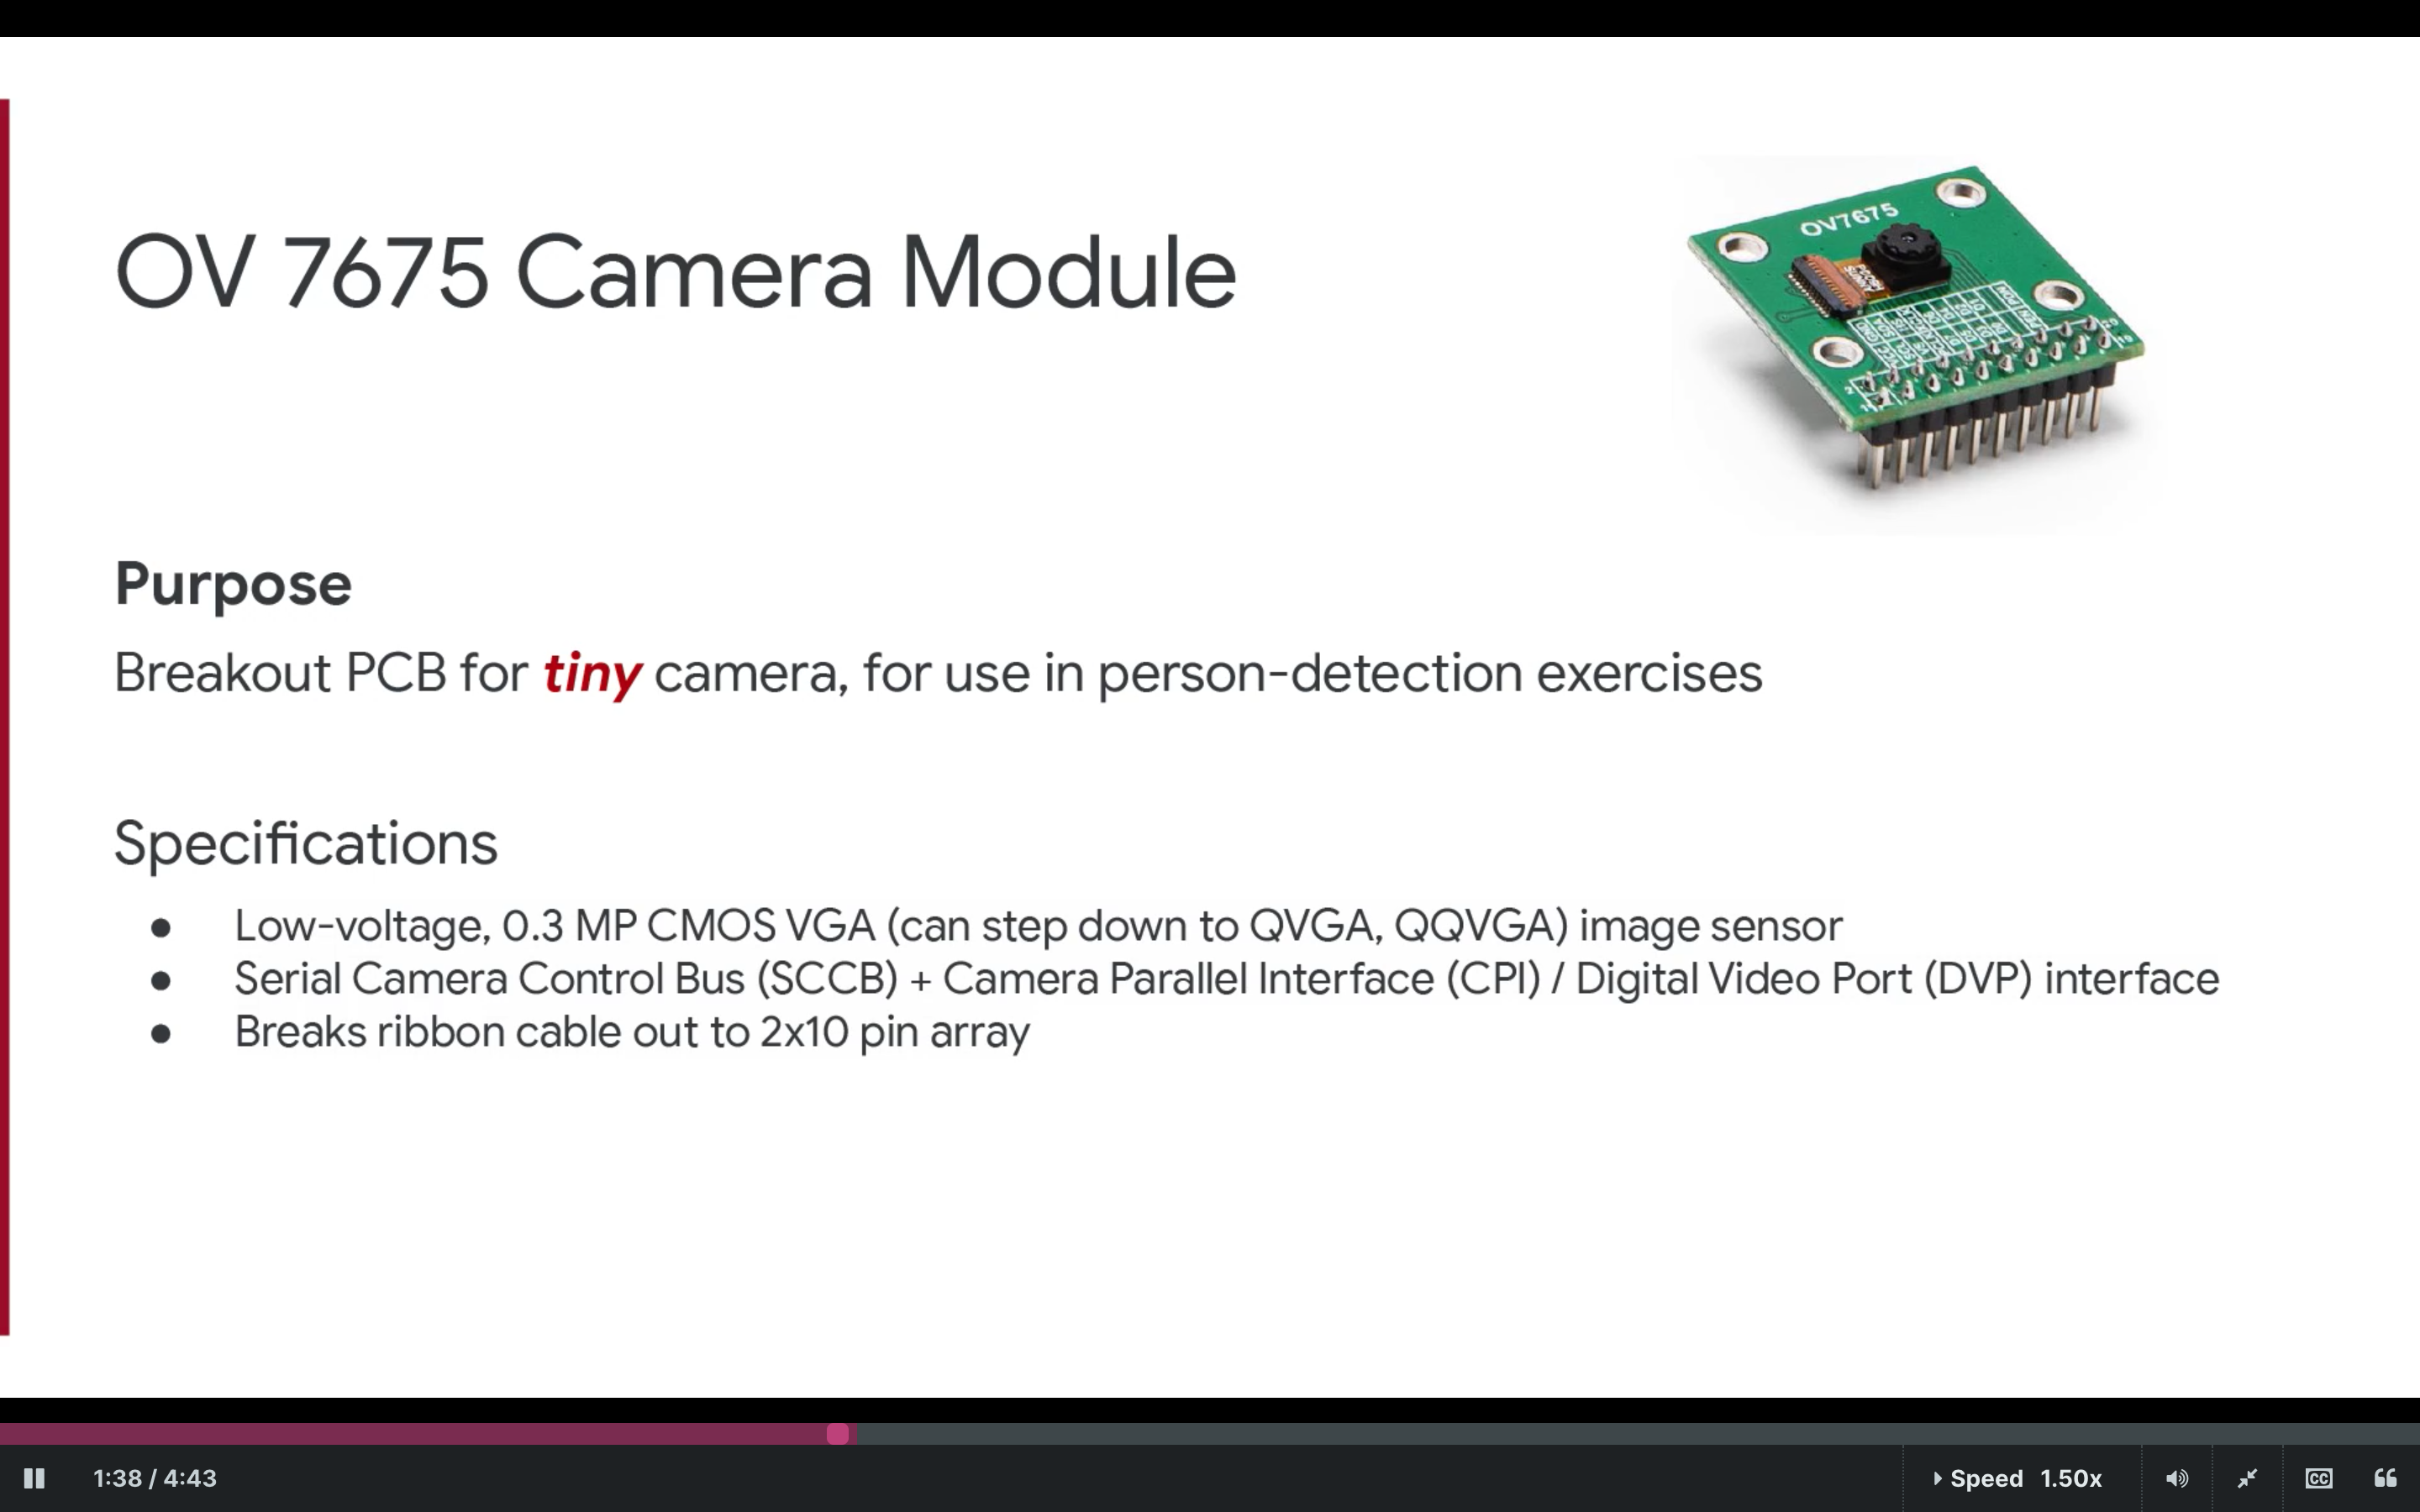 OV 7675 Camera Module
OV7675
Purpose
Breakout PCB for tiny camera, for use in person-detection exercises
Specifications
● Low-voltage, 0.3 MP CMOS VGA (can step down to QVGA, QQVGA) image sensor
● Serial Camera Control Bus (SCCB) + Camera Parallel Interface (CPI) / Digital Video Port (DVP) interface
● Breaks ribbon cable out to 2x10 pin array
1:38 / 4:43
Speed 1.50x
CC